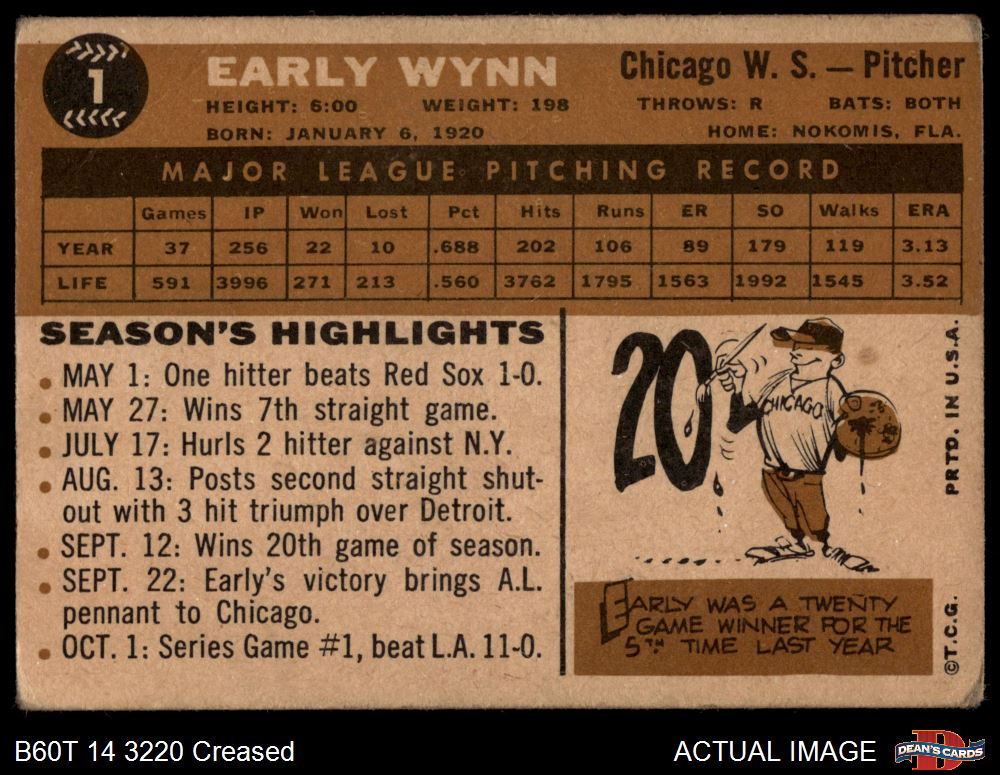 1
EARLY WYNN
Chicago W. S. — Pitcher
HEIGHT: 6:00 WEIGHT: 198 THROWS: R BATS: BOTH
BORN: JANUARY 6, 1920 HOME: NOKOMIS, FLA.
MAJOR LEAGUE PITCHING RECORD
Games IP Won Lost Pct Hits Runs ER SO Walks ERA
YEAR 37 256 22 10 .688 202 106 89 179 119 3.13
LIFE 591 3996 271 213 .560 3762 1795 1563 1992 1545 3.52
SEASON'S HIGHLIGHTS
• MAY 1: One hitter beats Red Sox 1-0.
• MAY 27: Wins 7th straight game.
• JULY 17: Hurls 2 hitter against N.Y.
• AUG. 13: Posts second straight shut-
out with 3 hit triumph over Detroit.
• SEPT. 12: Wins 20th game of season.
• SEPT. 22: Early's victory brings A.L.
pennant to Chicago.
• OCT. 1: Series Game #1, beat L.A. 11-0.
20
CHICAGO
EARLY WAS A TWENTY
GAME WINNER FOR THE
5TH TIME LAST YEAR
©T.C.G. PRTD. IN U.S.A.
B60T 14 3220 Creased
ACTUAL IMAGE
D
DEAN'S CARDS